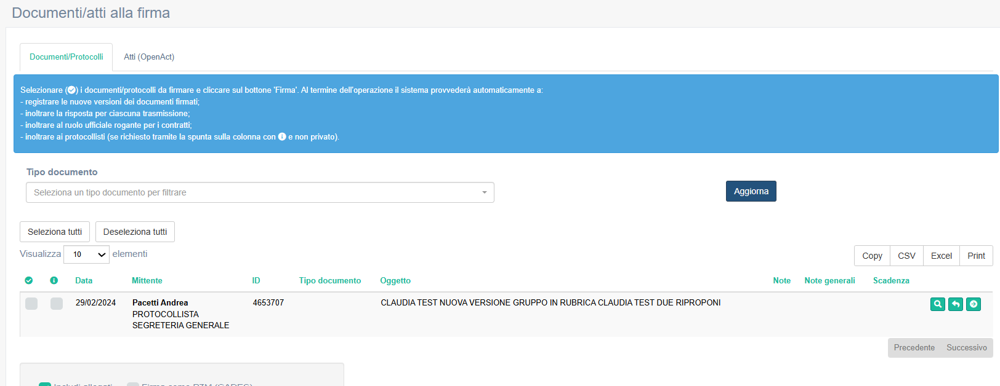 Documenti/atti alla firma
Documenti/Protocolli
Atti (OpenAct)
Selezionare () i documenti/protocolli da firmare e cliccare sul bottone 'Firma'. Al termine dell'operazione il sistema provvederà automaticamente a:
- registrare le nuove versioni dei documenti firmati;
- inoltrare la risposta per ciascuna trasmissione;
- inoltrare al ruolo ufficiale rogante per i contratti;
- inoltrare ai protocollisti (se richiesto tramite la spunta sulla colonna con e non privato).
Tipo documento
Seleziona un tipo documento per filtrare
Aggiorna
Seleziona tutti
Deseleziona tutti
Visualizza 10 elementi
Copy CSV Excel Print
Data Mittente ID Tipo documento Oggetto Note Note generali Scadenza
29/02/2024 Pacetti Andrea 4653707 CLAUDIA TEST NUOVA VERSIONE GRUPPO IN RUBRICA CLAUDIA TEST DUE RIPROPONI
PROTOCOLLISTA
SEGRETERIA GENERALE
Precedente Successivo
Includi allegati